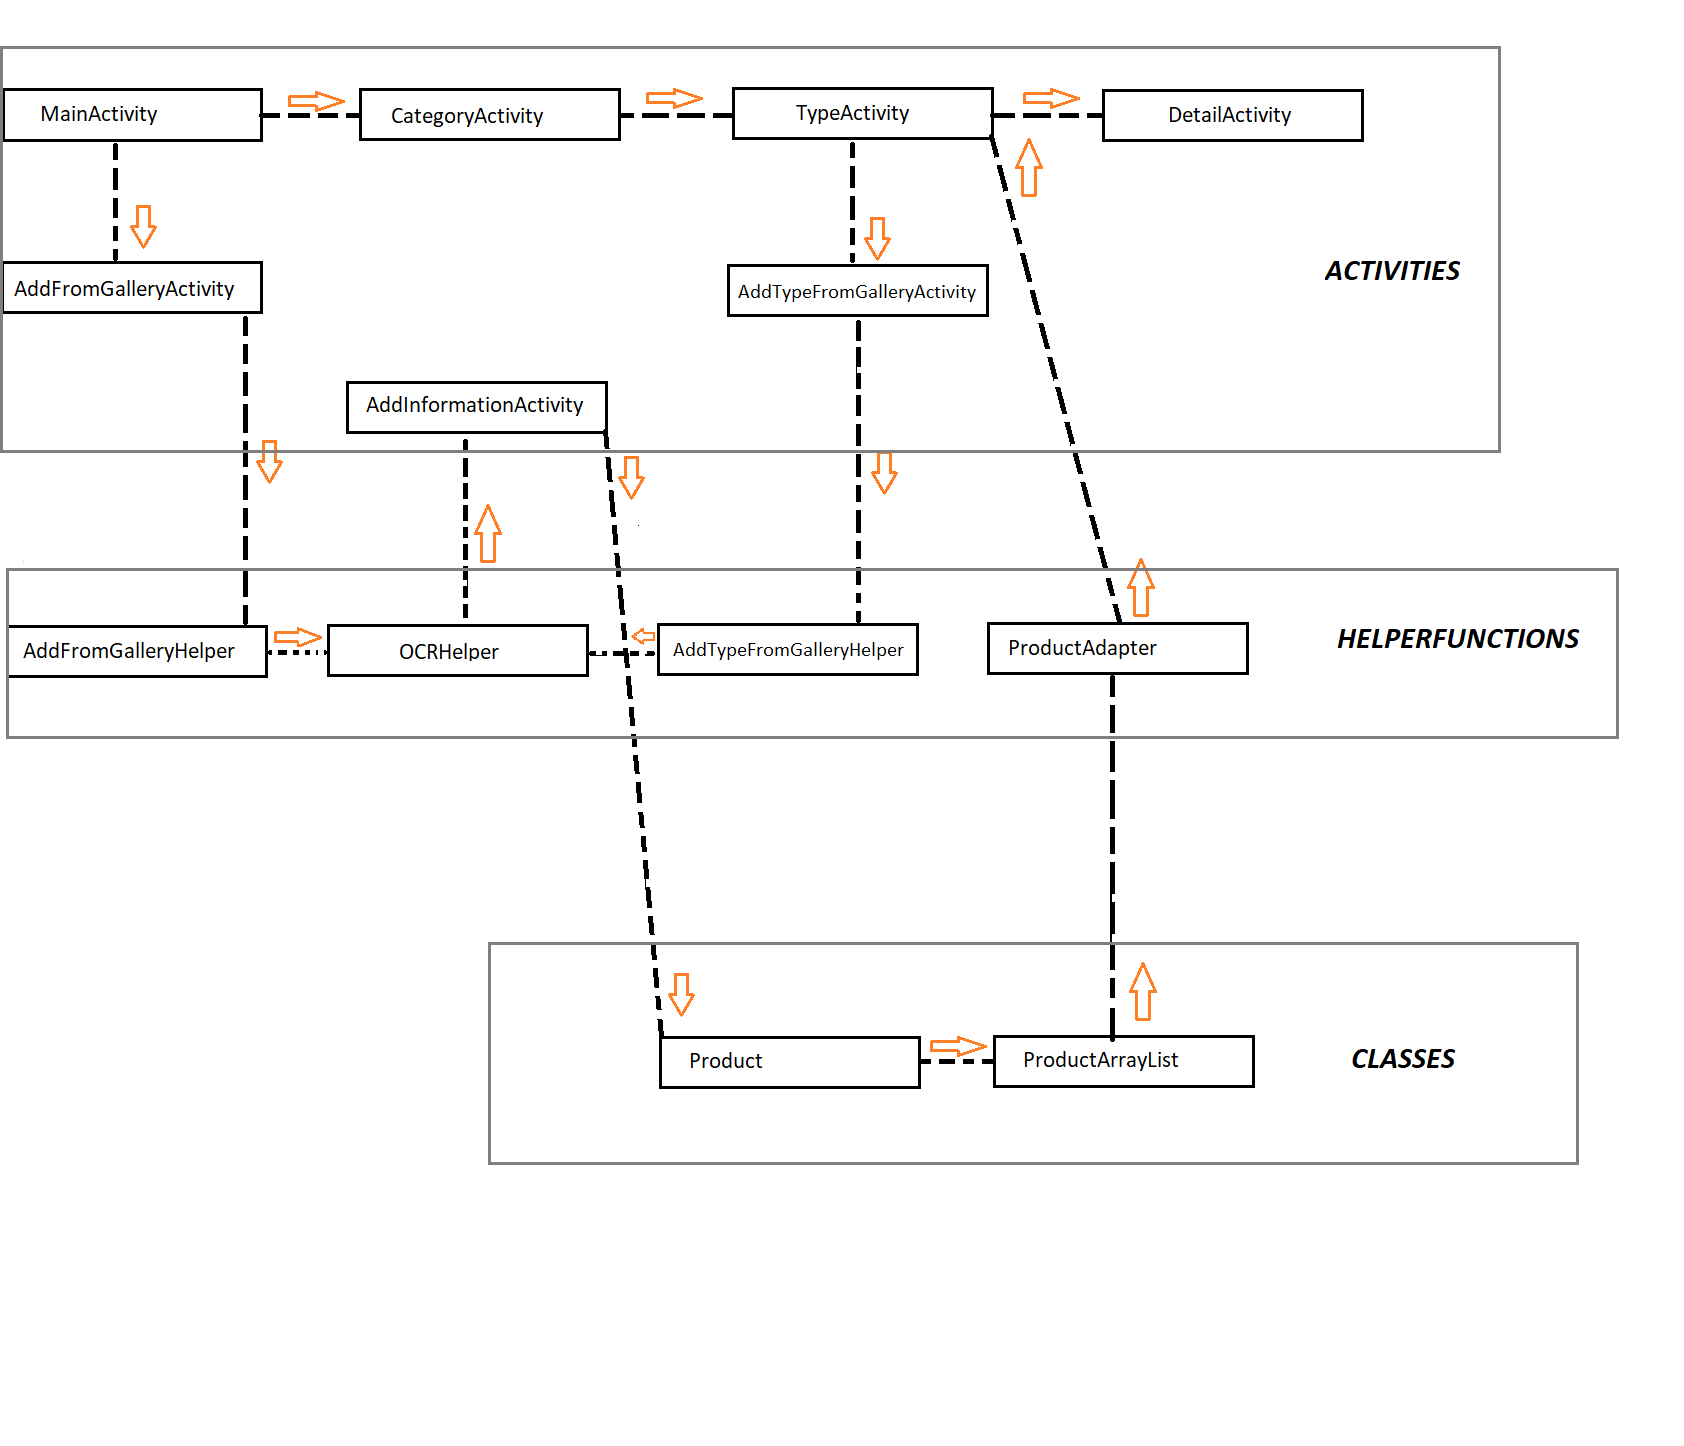 MainActivity
CategoryActivity
TypeActivity
DetailActivity
AddFromGalleryActivity
AddTypeFromGalleryActivity
ACTIVITIES
AddInformationActivity
AddFromGalleryHelper
OCRHelper
AddTypeFromGalleryHelper
ProductAdapter
HELPERFUNCTIONS
Product
ProductArrayList
CLASSES